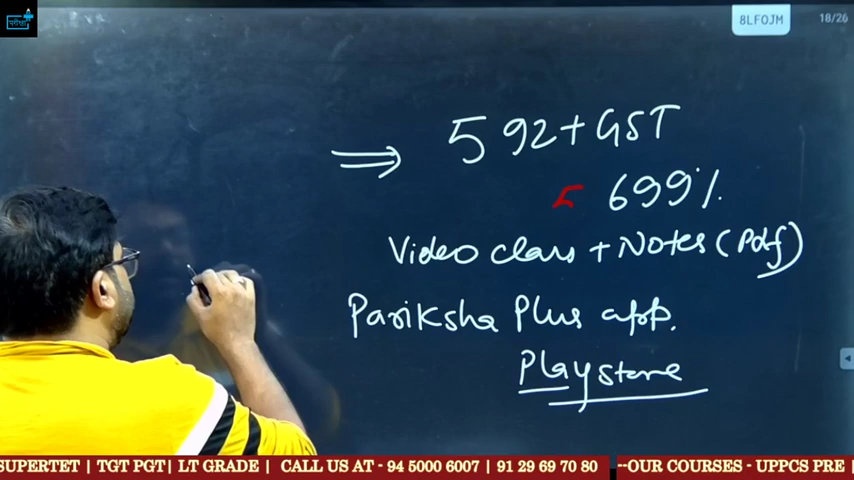 परीक्षा
8LFOJM 18/26
⇒ 592+GST
699/.
Video class + Notes (Pdf)
Pariksha Plus app.
Playstore
SUPERTET | TGT PGT| LT GRADE | CALL US AT - 94 5000 6007 | 91 29 69 70 80 --OUR COURSES - UPPCS PRE |